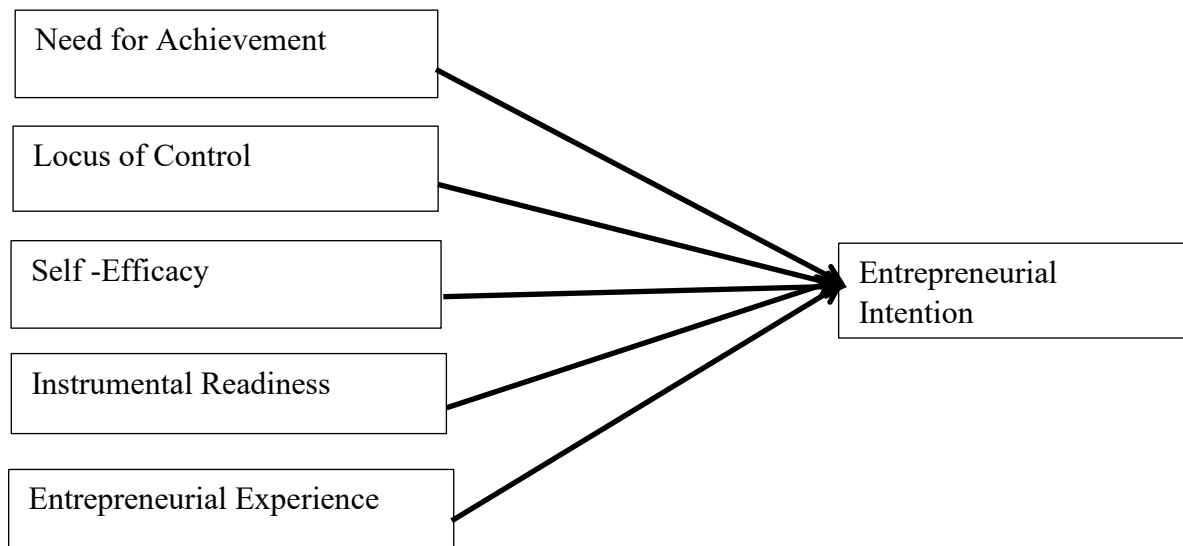 Need for Achievement
Locus of Control
Self -Efficacy
Instrumental Readiness
Entrepreneurial Experience
Entrepreneurial
Intention